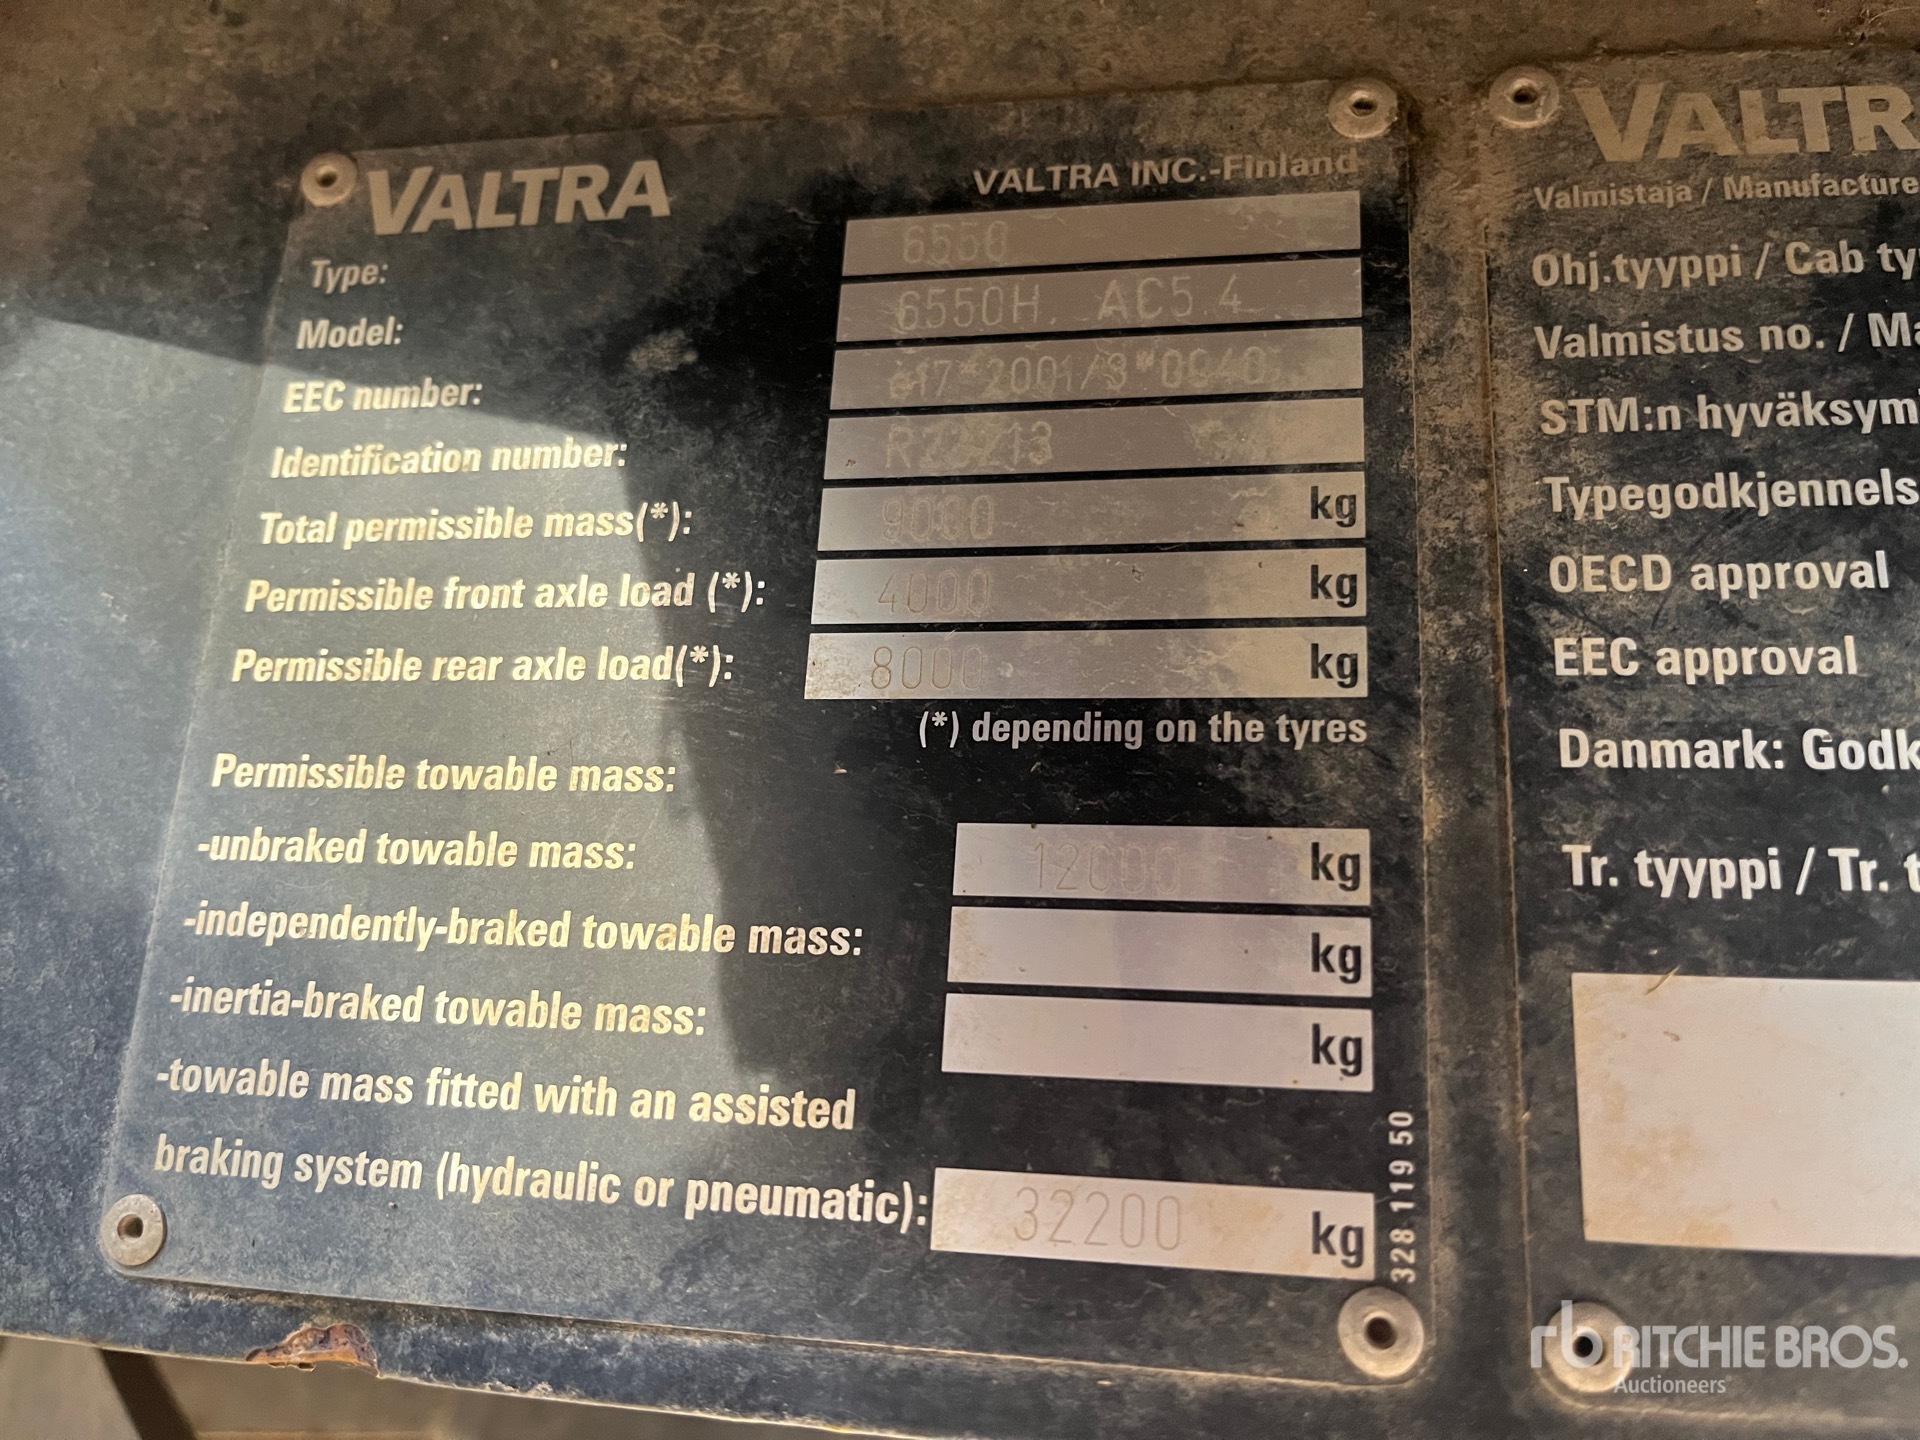 VALTRA
VALTRA INC.-Finland
Type: 6550
Model: 6550H, AC5.4
EEC number:
Identification number:
Total permissible mass(*): 9000 kg
Permissible front axle load (*): 4000 kg
Permissible rear axle load(*): 8000 kg
(*) depending on the tyres
Permissible towable mass:
-unbraked towable mass: 12000 kg
-independently-braked towable mass: kg
-inertia-braked towable mass: kg
-towable mass fitted with an assisted
braking system (hydraulic or pneumatic): 32200 kg
328 119 50
VALTR
Valmistaja / Manufacture
Ohj.tyyppi / Cab ty
Valmistus no. / Ma
STM:n hyväksym
Typegodkjennels
OECD approval
EEC approval
Danmark: Godk
Tr. tyyppi / Tr. t
rb RITCHIE BROS.
Auctioneers